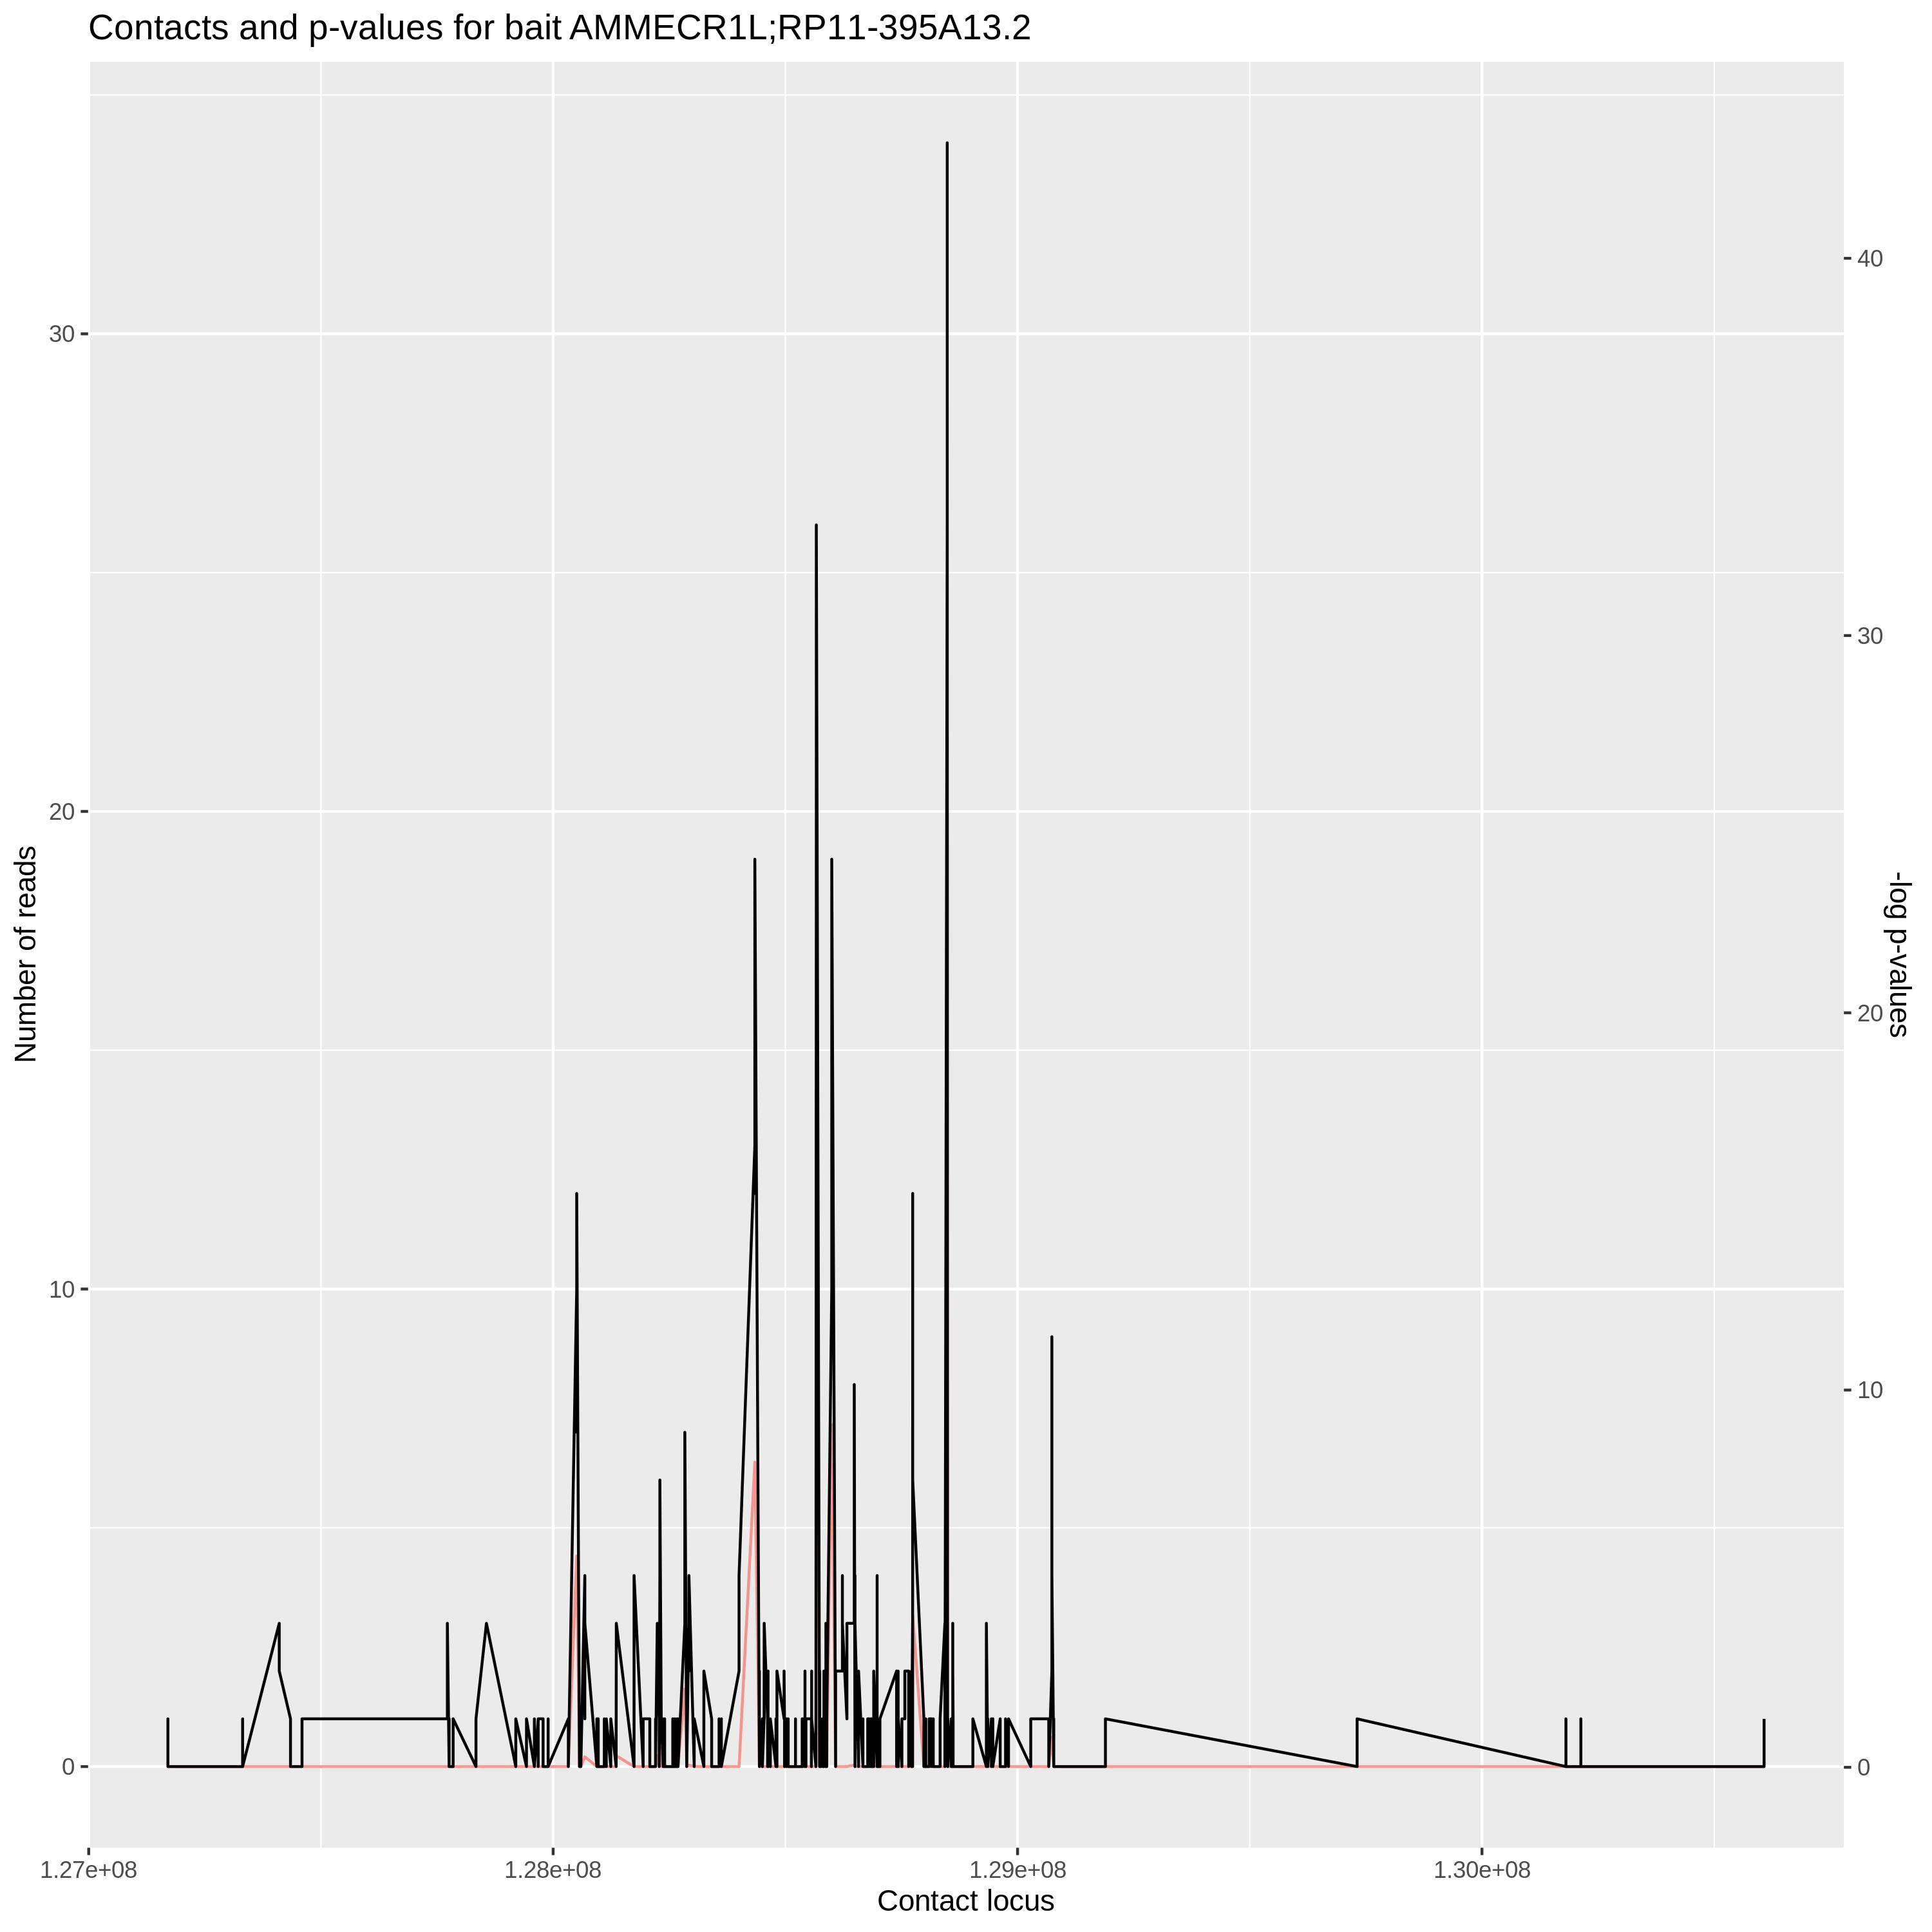 Contacts and p-values for bait AMMECR1L;RP11-395A13.2
40
30
30
20
20
10
10
0
0
Number of reads
-log p-values
1.27e+08 1.28e+08 1.29e+08 1.30e+08
Contact locus